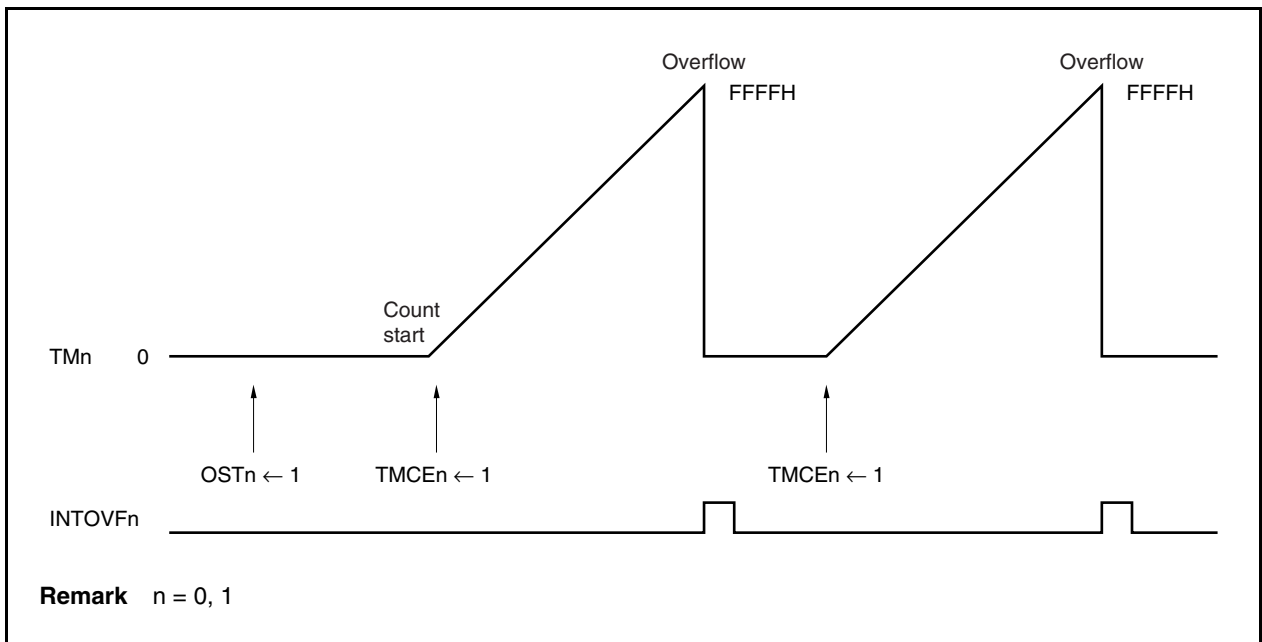 Overflow Overflow
FFFFH FFFFH
Count
start
TMn 0
OSTn ← 1 TMCEn ← 1 TMCEn ← 1
INTOVFn
Remark n = 0, 1